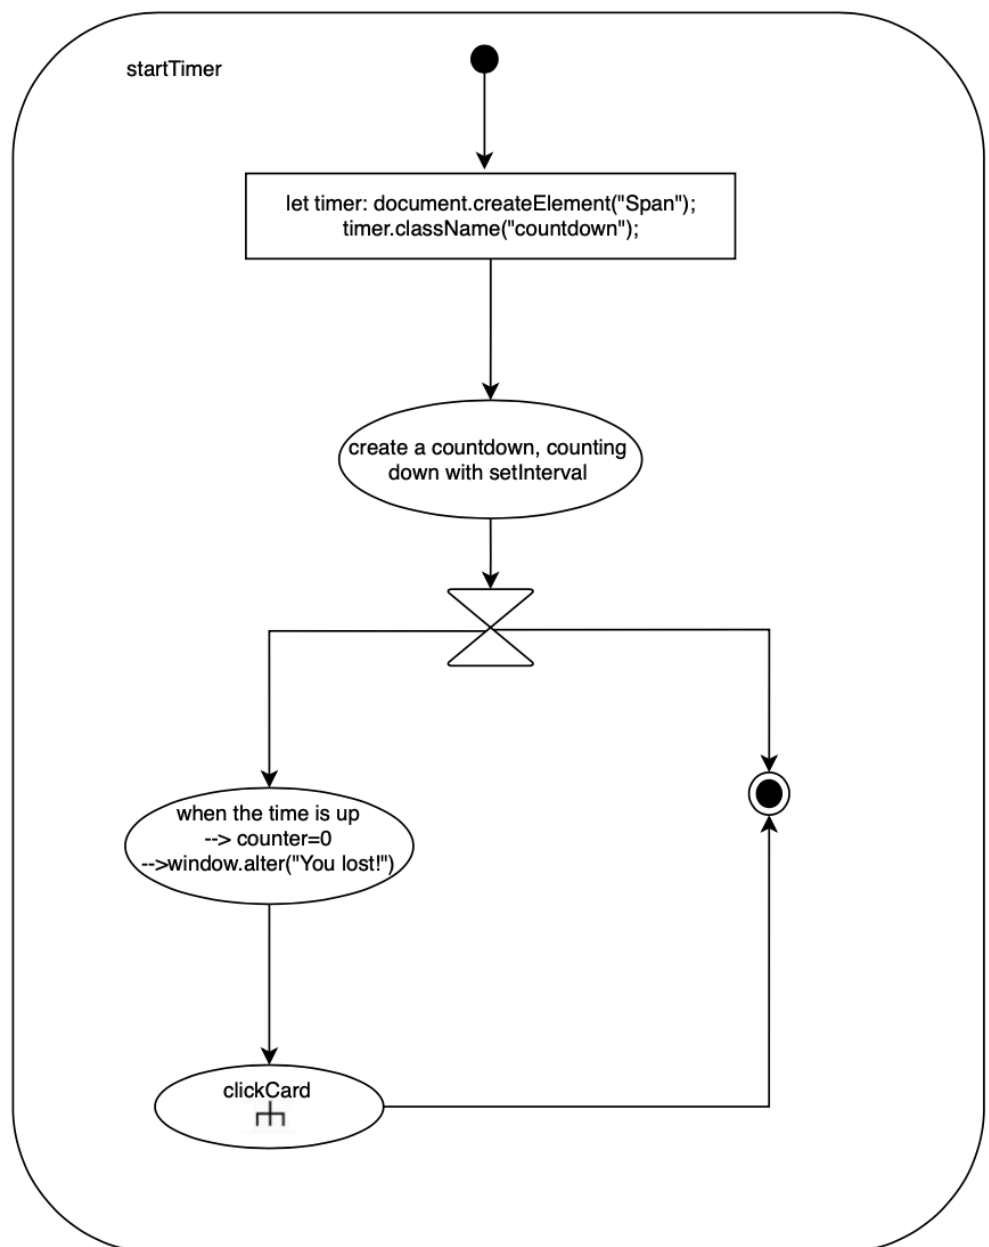 startTimer
let timer: document.createElement("Span");
timer.className("countdown");
create a countdown, counting
down with setInterval
when the time is up
--> counter=0
-->window.alter("You lost!")
clickCard